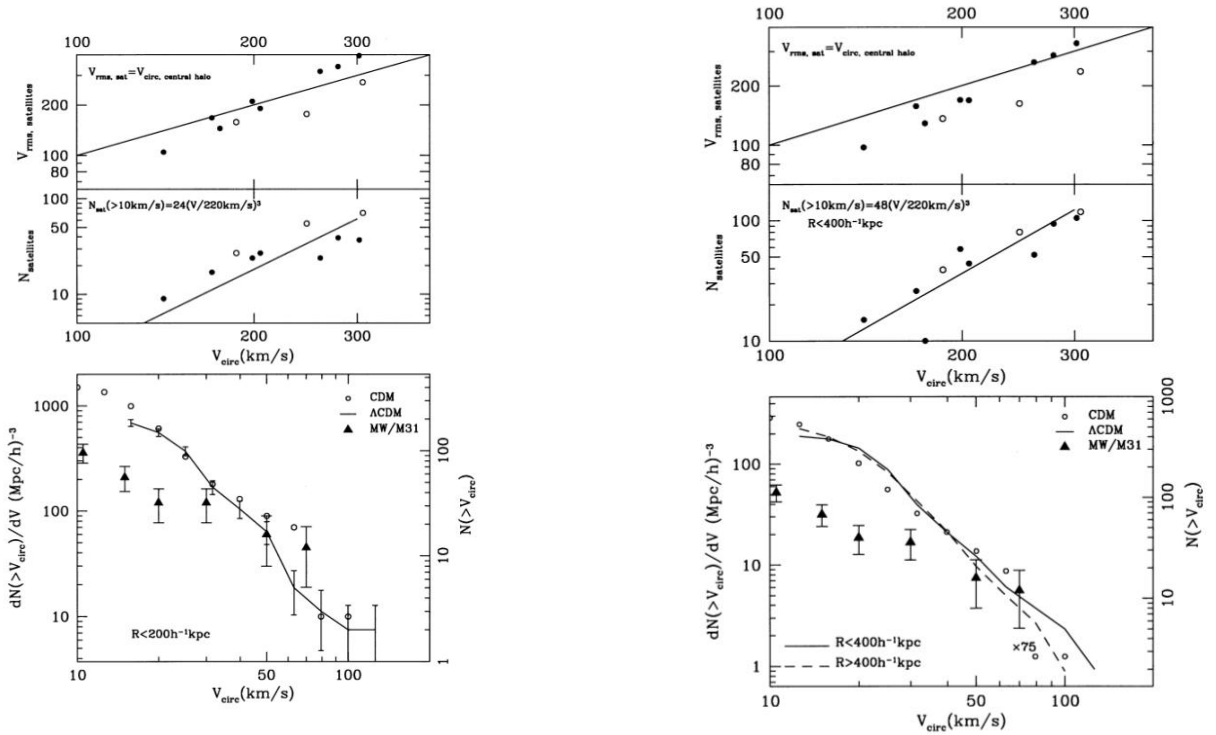 100 200 300
V_rms, sat=V_circ, central halo
V_rms, satellites
200
100
80
N_sat(>10km/s)=24(V/220km/s)³
N_satellites
100
50
10
100 200 300
V_circ(km/s)
dN(>V_circ)/dV (Mpc/h)⁻³
1000
100
10
CDM
ΛCDM
MW/M31
R<200h⁻¹kpc
N(>V_circ)
100
10
1
10 50 100
V_circ(km/s)
100 200 300
V_rms, sat=V_circ, central halo
V_rms, satellites
200
100
80
N_sat(>10km/s)=48(V/220km/s)³
R<400h⁻¹kpc
N_satellites
100
50
10
100 200 300
V_circ(km/s)
dN(>V_circ)/dV (Mpc/h)⁻³
100
10
1
CDM
ΛCDM
MW/M31
R<400h⁻¹kpc
R>400h⁻¹kpc
×75
N(>V_circ)
1000
100
10
10 50 100
V_circ(km/s)